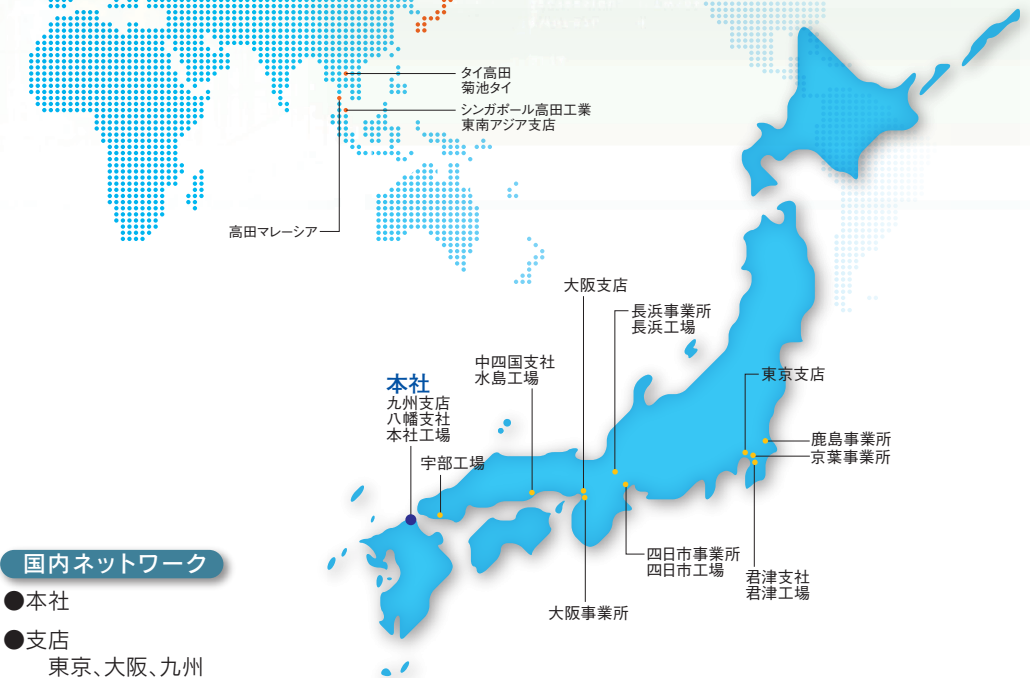 タイ高田
菊池タイ
シンガポール高田工業
東南アジア支店
高田マレーシア
大阪支店
長浜事業所
長浜工場
中四国支社
水島工場
本社
九州支店
八幡支社
本社工場
宇部工場
東京支店
鹿島事業所
京葉事業所
四日市事業所
四日市工場
君津支社
君津工場
大阪事業所
国内ネットワーク
●本社
●支店
東京、大阪、九州